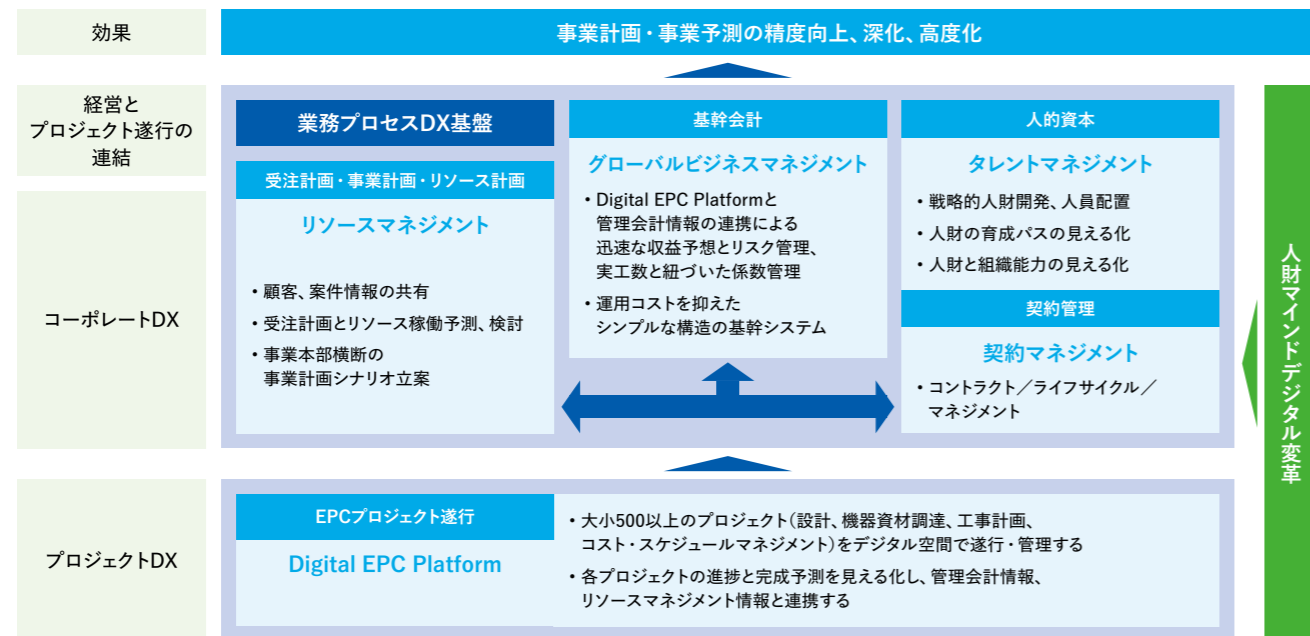 効果
事業計画・事業予測の精度向上、深化、高度化
経営と
プロジェクト遂行の
連結
コーポレートDX
業務プロセスDX基盤
受注計画・事業計画・リソース計画
リソースマネジメント
・顧客、案件情報の共有
・受注計画とリソース稼働予測、検討
・事業本部横断の
事業計画シナリオ立案
基幹会計
グローバルビジネスマネジメント
・Digital EPC Platformと
管理会計情報の連携による
迅速な収益予想とリスク管理、
実工数と紐づいた係数管理
・運用コストを抑えた
シンプルな構造の基幹システム
人的資本
タレントマネジメント
・戦略的人財開発、人員配置
・人財の育成パスの見える化
・人財と組織能力の見える化
契約管理
契約マネジメント
・コントラクト／ライフサイクル／
マネジメント
人財マインドデジタル変革
プロジェクトDX
EPCプロジェクト遂行
Digital EPC Platform
・大小500以上のプロジェクト（設計、機器資材調達、工事計画、
コスト・スケジュールマネジメント）をデジタル空間で遂行・管理する
・各プロジェクトの進捗と完成予測を見える化し、管理会計情報、
リソースマネジメント情報と連携する